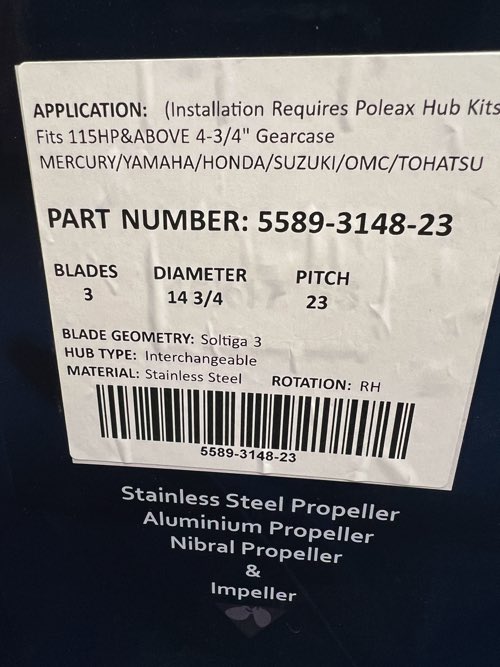 APPLICATION: (Installation Requires Poleax Hub Kits
Fits 115HP&ABOVE 4-3/4" Gearcase
MERCURY/YAMAHA/HONDA/SUZUKI/OMC/TOHATSU
PART NUMBER: 5589-3148-23
BLADES DIAMETER PITCH
3 14 3/4 23
BLADE GEOMETRY: Soltiga 3
HUB TYPE: Interchangeable
MATERIAL: Stainless Steel ROTATION: RH
5589-3148-23
Stainless Steel Propeller
Aluminium Propeller
Nibral Propeller
&
Impeller